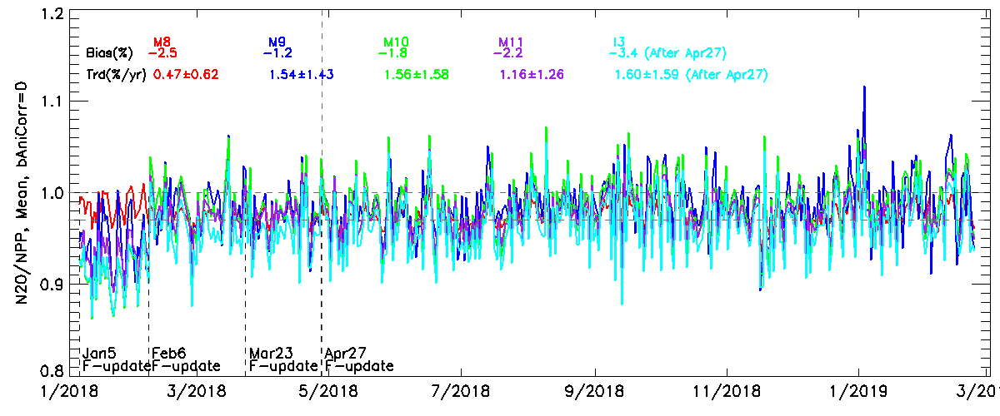 1.2
M8 M9 M10 M11 I3
Bias(%) -2.5 -1.2 -1.8 -2.2 -3.4 (After Apr27)
Trd(%/yr) 0.47±0.62 1.54±1.43 1.56±1.58 1.16±1.26 1.60±1.59 (After Apr27)
1.1
1.0
0.9
0.8
N20/NPP, Mean, bAniCorr=0
Jan5 Feb6 Mar23 Apr27
F-update F-update F-update F-update
1/2018 3/2018 5/2018 7/2018 9/2018 11/2018 1/2019 3/20